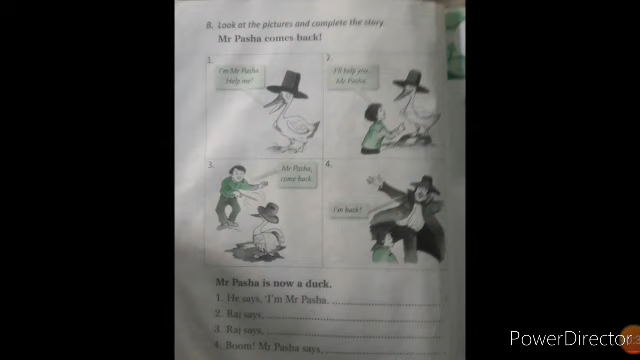 B. Look at the pictures and complete the story.
Mr Pasha comes back!
1.
I'm Mr Pasha.
Help me!
2.
I'll help you,
Mr Pasha.
3.
Mr Pasha,
come back.
4.
I'm back!
Mr Pasha is now a duck.
1. He says, 'I'm Mr Pasha.
2. Raj says,
3. Raj says,
4. Boom! Mr Pasha says,
PowerDirector